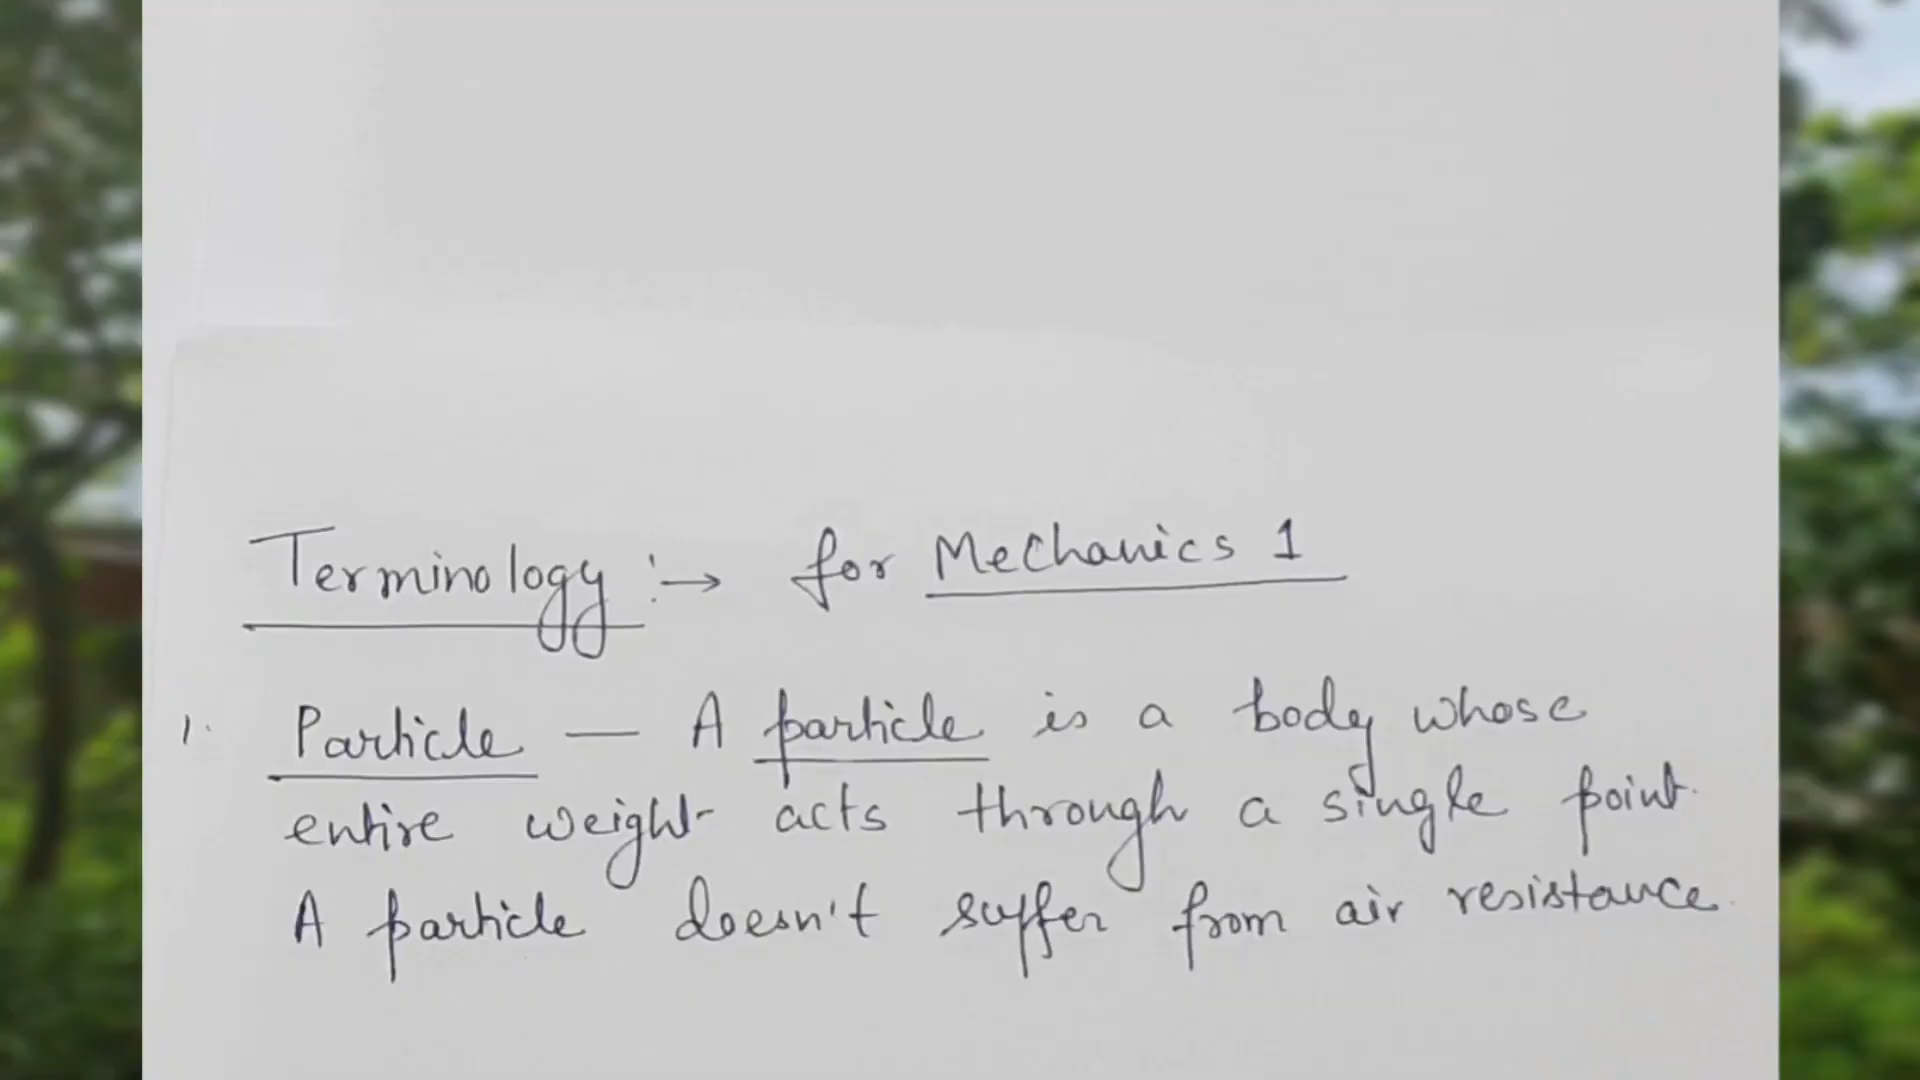 Terminology :→ for Mechanics 1
1. Particle — A particle is a body whose
entire weight acts through a single point.
A particle doesn't suffer from air resistance.